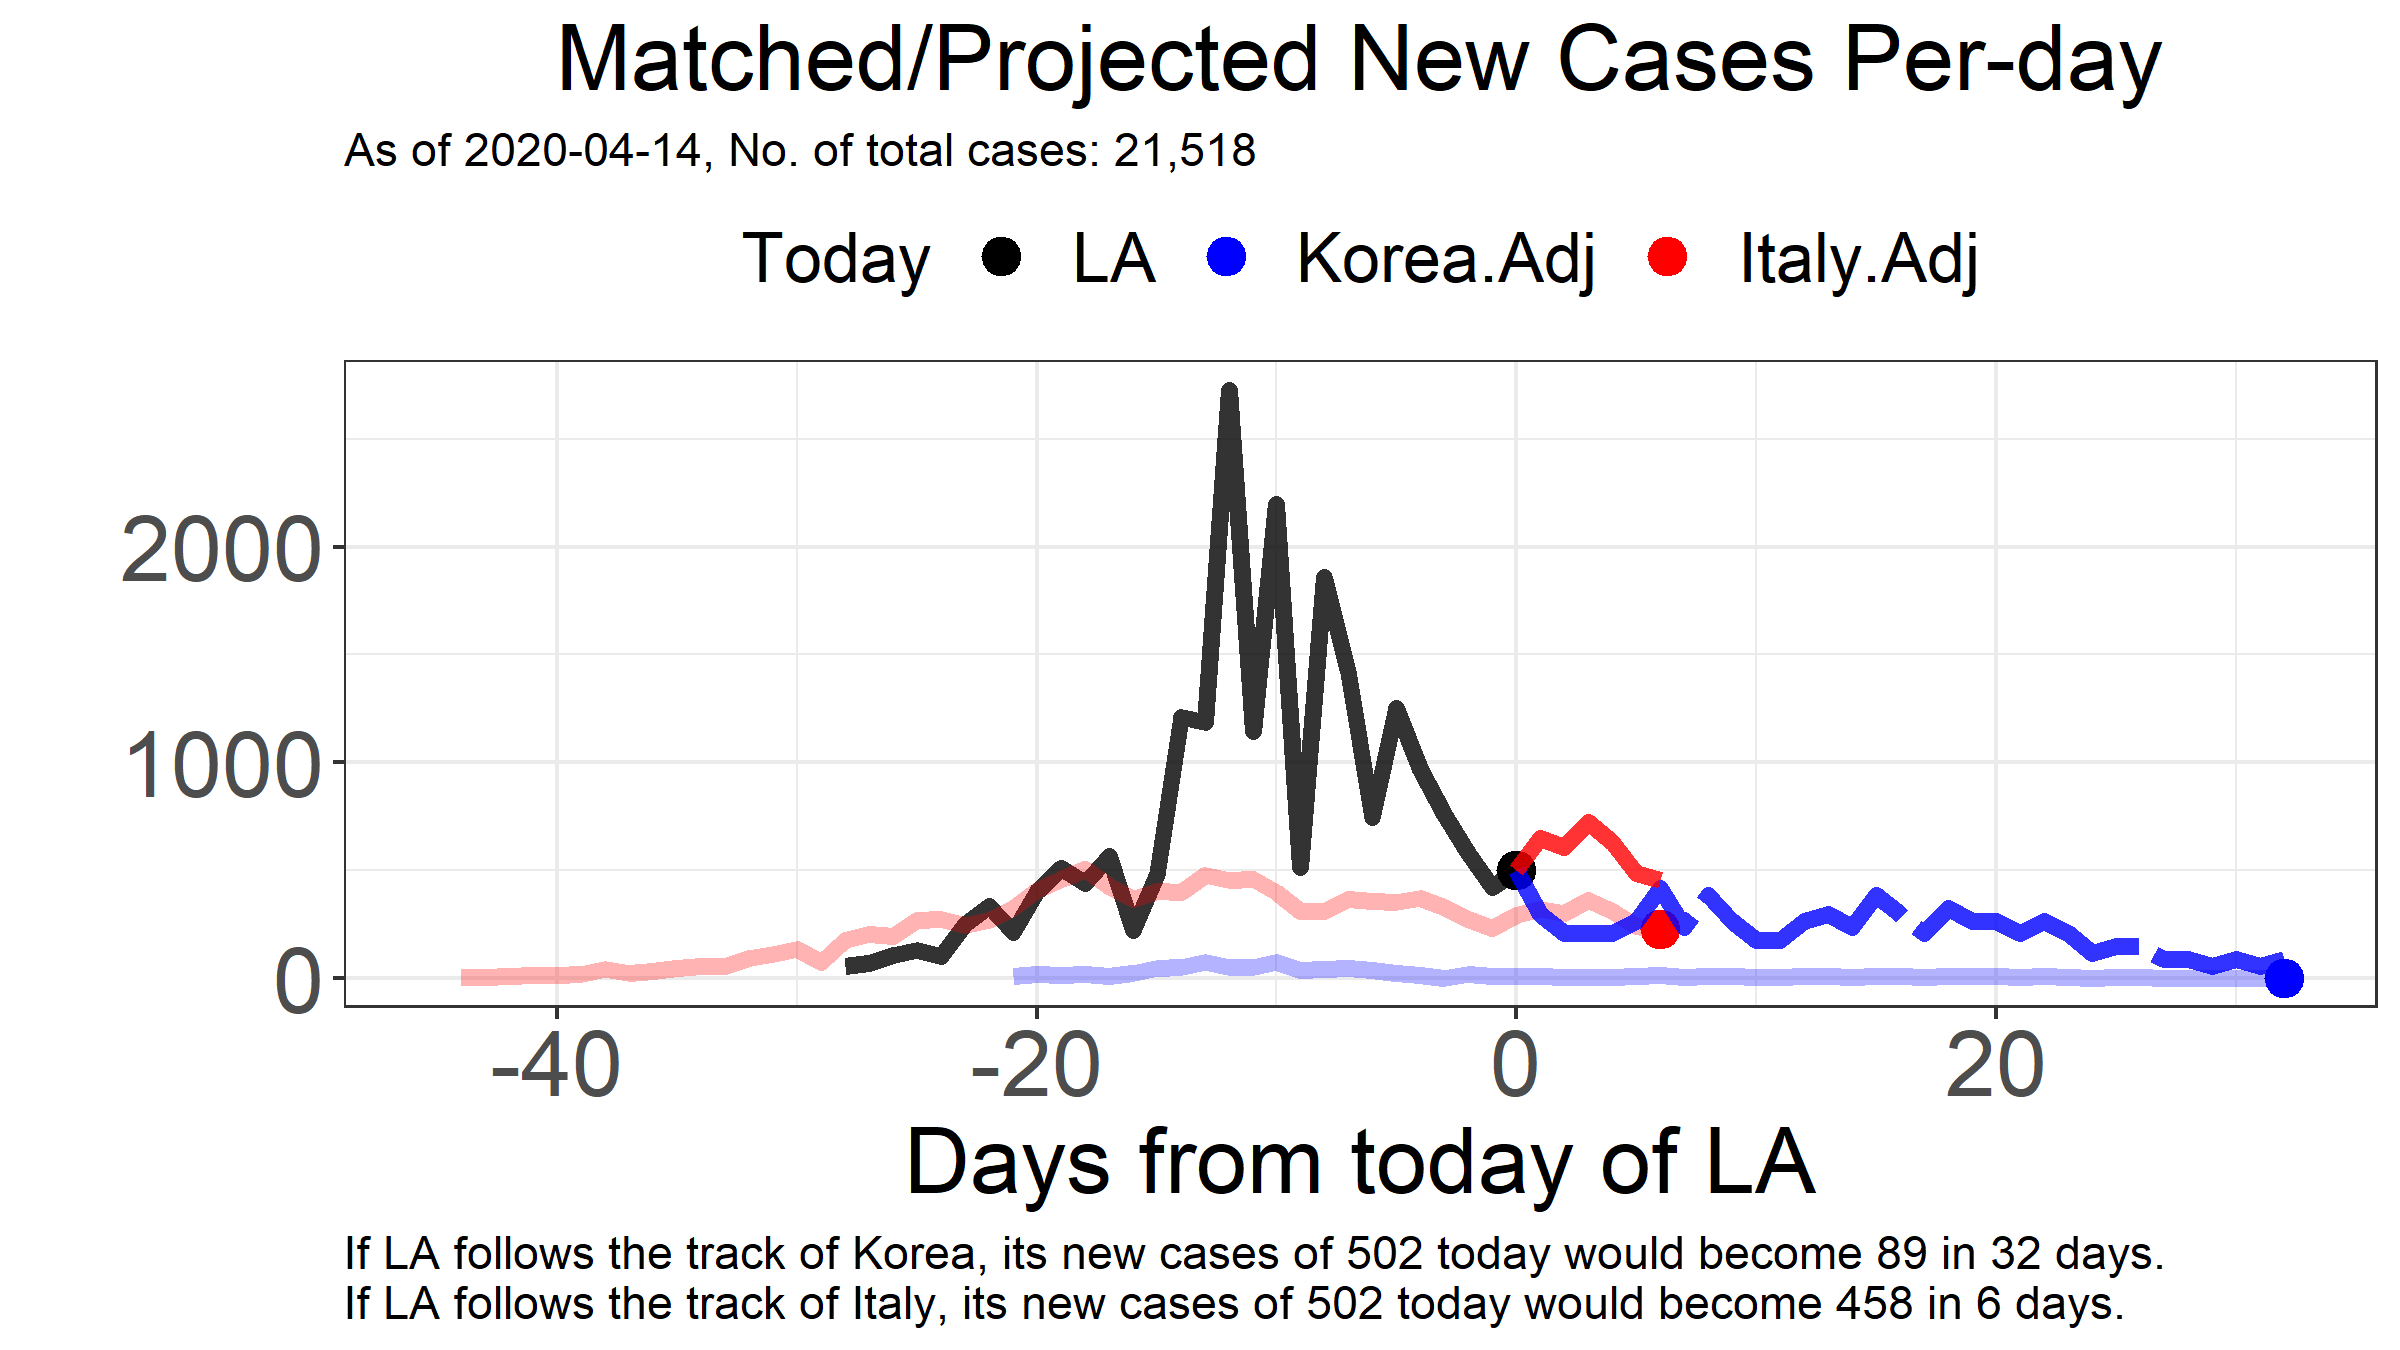 Matched/Projected New Cases Per-day
As of 2020-04-14, No. of total cases: 21,518
Today LA Korea.Adj Italy.Adj
2000
1000
0
-40 -20 0 20
Days from today of LA
If LA follows the track of Korea, its new cases of 502 today would become 89 in 32 days.
If LA follows the track of Italy, its new cases of 502 today would become 458 in 6 days.